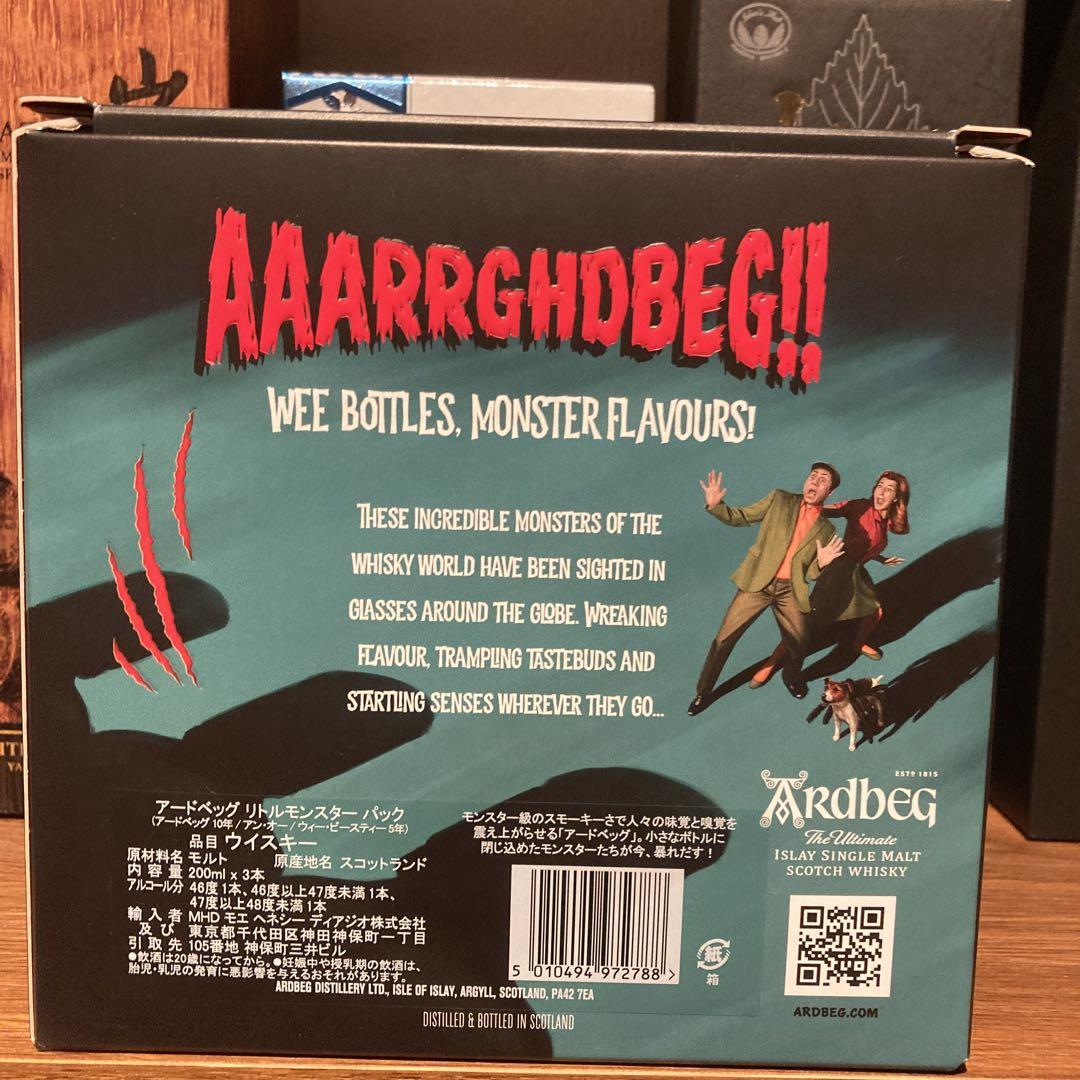 山
AAARRGHDBEG!!
WEE BOTTLES, MONSTER FLAVOURS!
THESE INCREDIBLE MONSTERS OF THE
WHISKY WORLD HAVE BEEN SIGHTED IN
GLASSES AROUND THE GLOBE. WREAKING
FLAVOUR, TRAMPLING TASTEBUDS AND
STARTLING SENSES WHEREVER THEY GO...
ESTD 1815
ARDBEG
The Ultimate
ISLAY SINGLE MALT
SCOTCH WHISKY
アードベッグ リトルモンスター パック
(アードベッグ 10年/アン・オー/ウィー・ビースティー 5年)
品目 ウイスキー
原材料名 モルト 原産地名 スコットランド
内容量 200ml x 3本
アルコール分 46度 1本、46度以上47度未満 1本、
47度以上48度未満 1本
輸入者 MHD モエ ヘネシー ディアジオ株式会社
及び 東京都千代田区神田神保町一丁目
引取先 105番地 神保町三井ビル
●飲酒は20歳になってから。●妊娠中や授乳期の飲酒は、
胎児・乳児の発育に悪影響を与えるおそれがあります。
モンスター級のスモーキーさで人々の味覚と嗅覚を
震え上がらせる「アードベッグ」。小さなボトルに
閉じ込めたモンスターたちが今、暴れだす!
5 010494 972788 >
紙
箱
ARDBEG.COM
ARDBEG DISTILLERY LTD., ISLE OF ISLAY, ARGYLL, SCOTLAND, PA42 7EA
DISTILLED & BOTTLED IN SCOTLAND